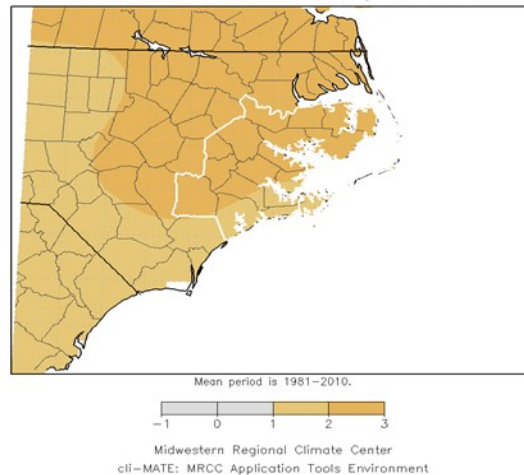 Mean period is 1981-2010.
-1 0 1 2 3
Midwestern Regional Climate Center
cli-MATE: MRCC Application Tools Environment